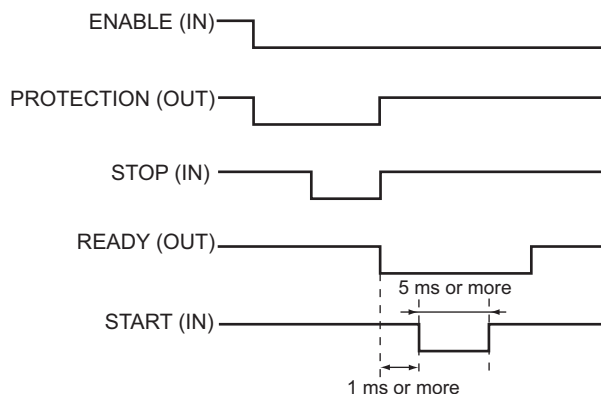 ENABLE (IN)
PROTECTION (OUT)
STOP (IN)
READY (OUT)
5 ms or more
START (IN)
1 ms or more